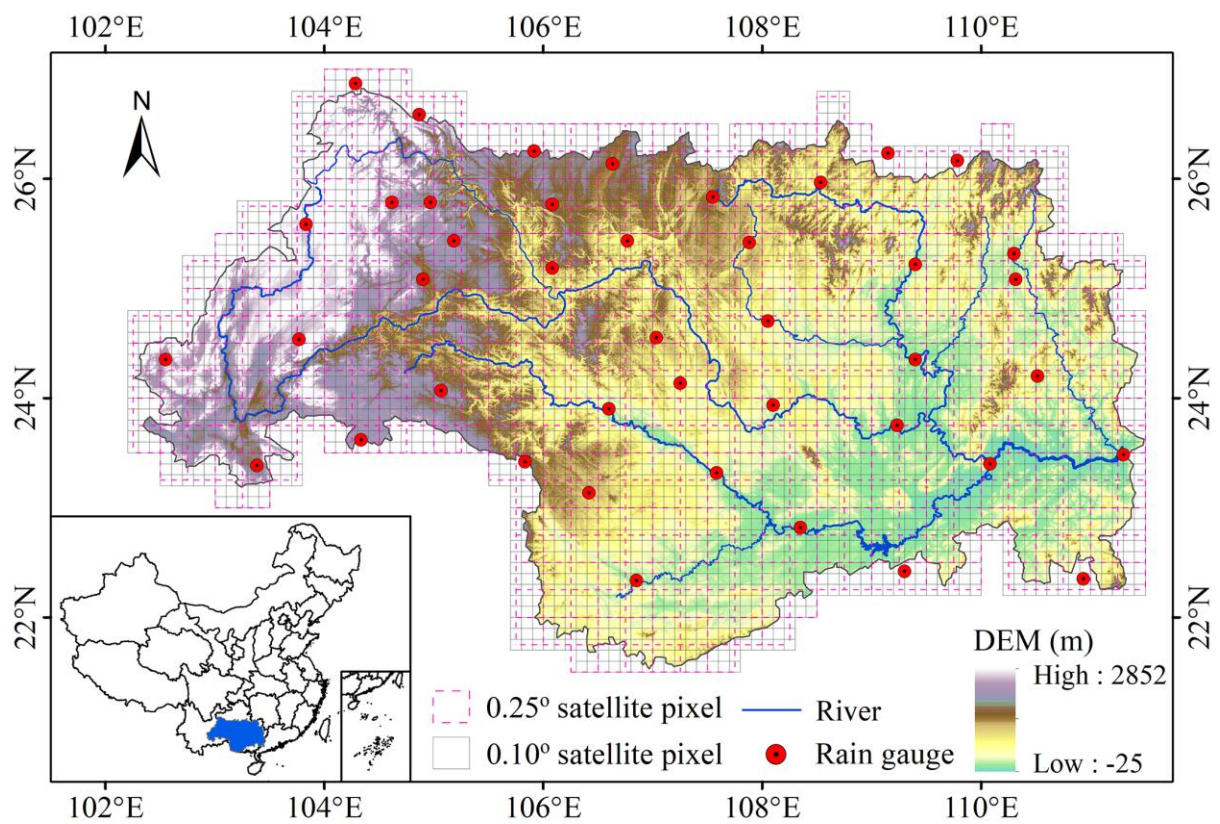 102°E 104°E 106°E 108°E 110°E
N
26°N 26°N
24°N 24°N
22°N 22°N
DEM (m)
High : 2852
0.25° satellite pixel River
0.10° satellite pixel Rain gauge
Low : -25
102°E 104°E 106°E 108°E 110°E